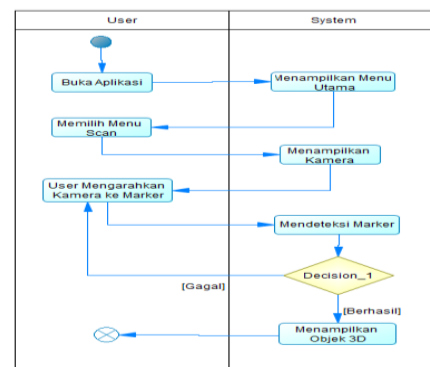 User
System
Buka Aplikasi
Menampilkan Menu
Utama
Memilih Menu
Scan
Menampilkan
Kamera
User Mengarahkan
Kamera ke Marker
Mendeteksi Marker
Decision_1
[Gagal]
[Berhasil]
Menampilkan
Objek 3D